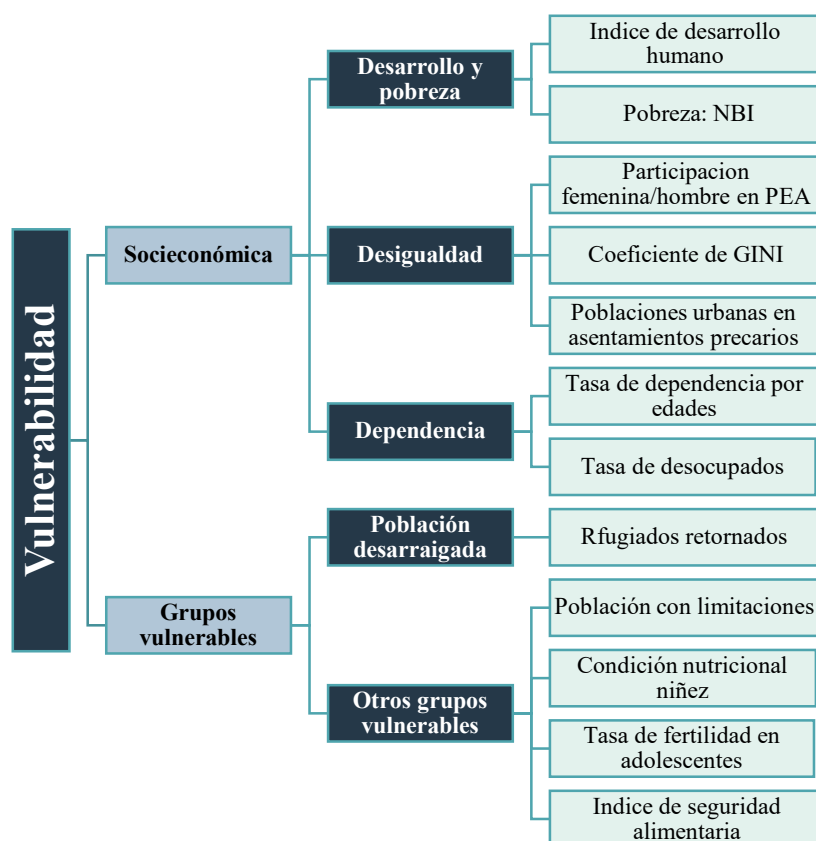 Vulnerabilidad
Socieconómica
Desarrollo y
pobreza
Indice de desarrollo
humano
Pobreza: NBI
Desigualdad
Participacion
femenina/hombre en PEA
Coeficiente de GINI
Poblaciones urbanas en
asentamientos precarios
Dependencia
Tasa de dependencia por
edades
Tasa de desocupados
Grupos
vulnerables
Población
desarraigada
Rfugiados retornados
Otros grupos
vulnerables
Población con limitaciones
Condición nutricional
niñez
Tasa de fertilidad en
adolescentes
Indice de seguridad
alimentaria